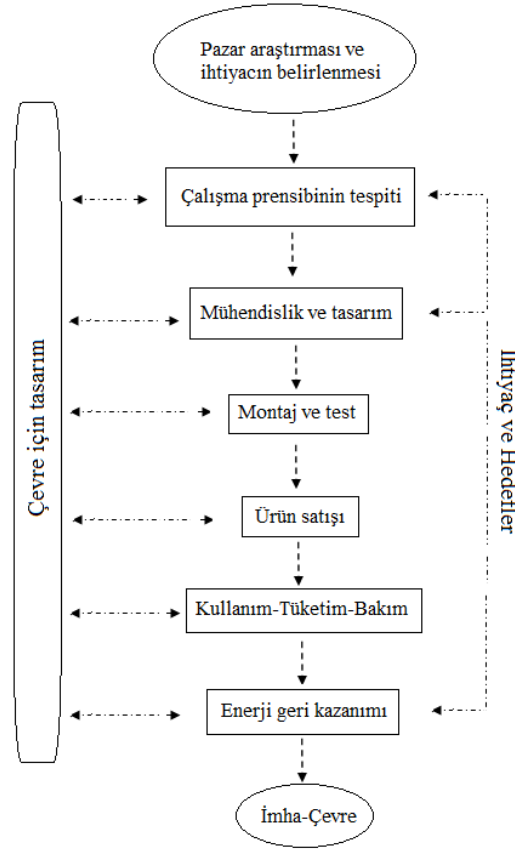 Pazar araştırması ve
ihtiyacın belirlenmesi
Çalışma prensibinin tespiti
Mühendislik ve tasarım
Montaj ve test
Ürün satışı
Kullanım-Tüketim-Bakım
Enerji geri kazanımı
İmha-Çevre
Çevre için tasarım
İhtiyaç ve Hedefler